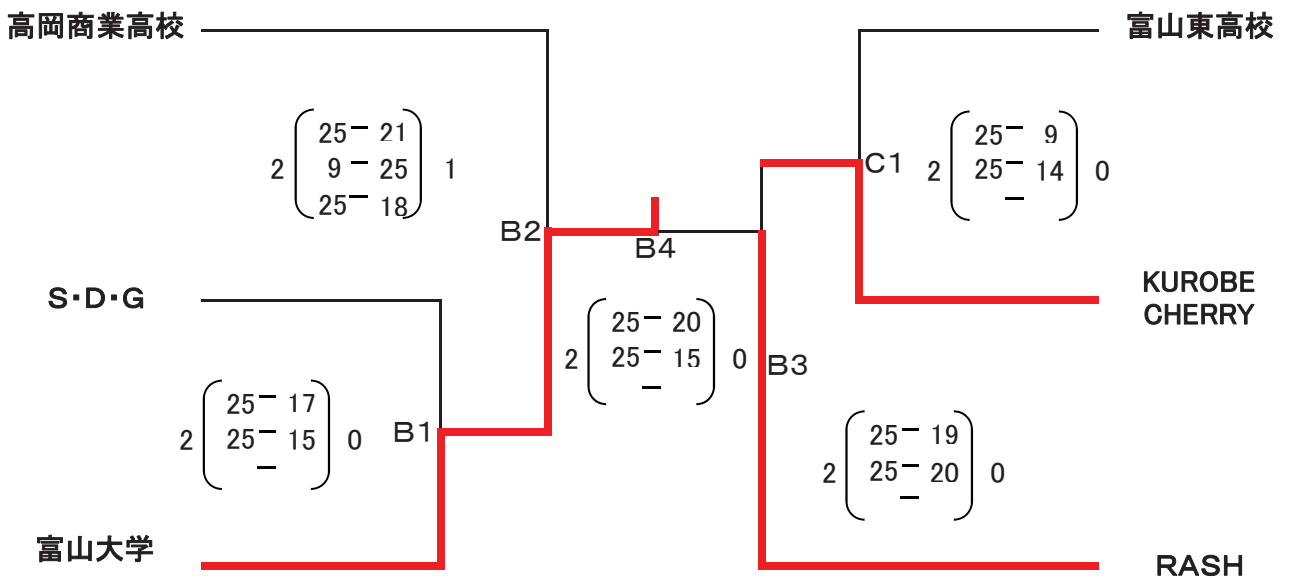 高岡商業高校
富山東高校
25 - 21
2 9 - 25 1
25 - 18
25 - 9
C1 2 25 - 14 0
-
B2
B4
S・D・G
KUROBE
CHERRY
25 - 20
2 25 - 15 0
-
B3
25 - 17
2 25 - 15 0
-
B1
25 - 19
2 25 - 20 0
-
富山大学
RASH